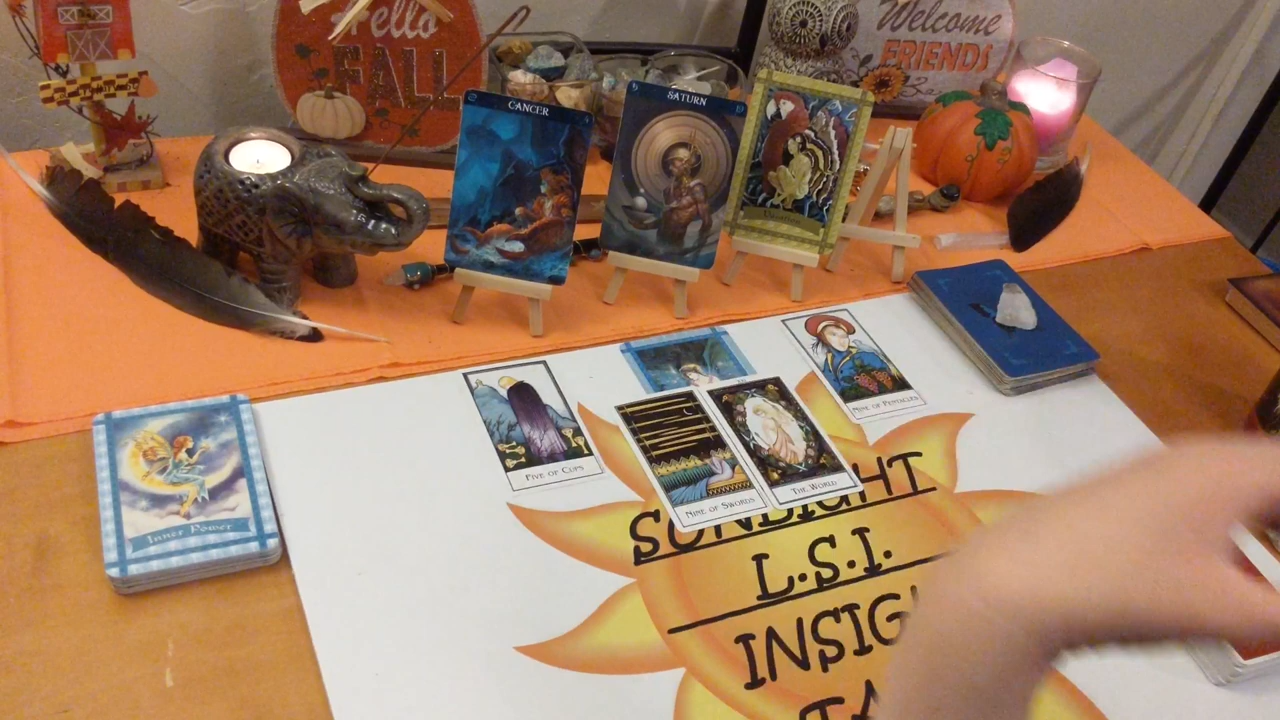 Hello
FALL
Welcome
FRIENDS
CANCER
SATURN
FIVE OF CUPS
NINE OF SWORDS
THE WORLD
NINE OF PENTACLES
Inner Power
L.S.I.